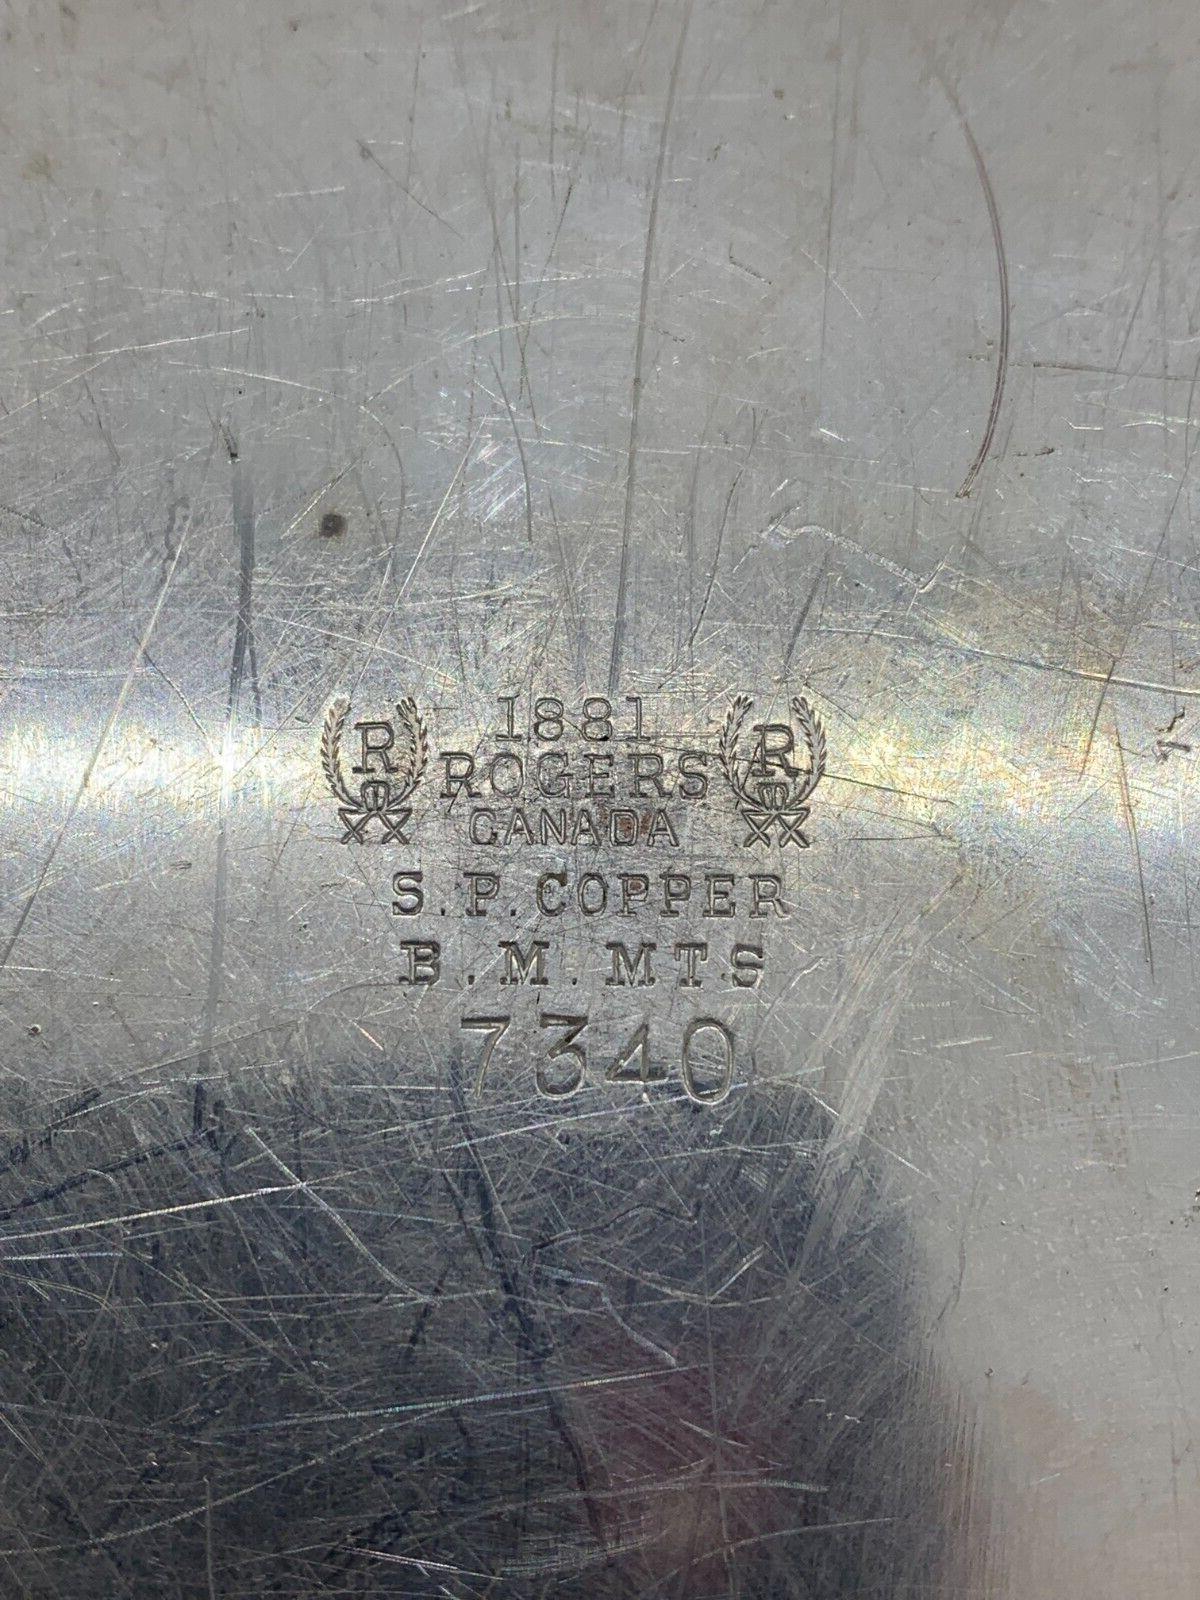 1881
R ROGERS R
CANADA
S.P. COPPER
B.M. MTS
7340